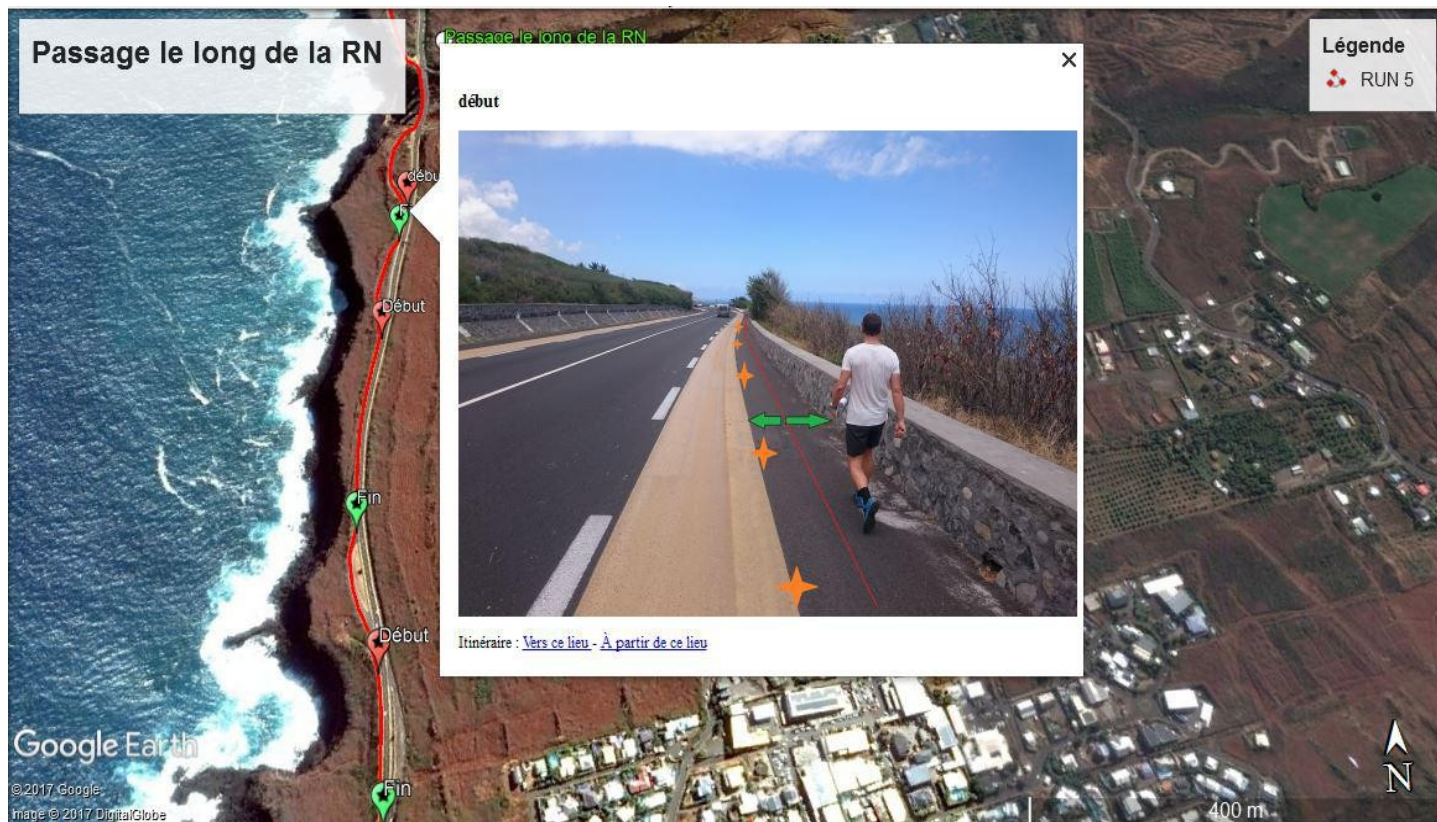 Passage le long de la RN
Passage le long de la RN
Légende
RUN 5
début
débu
F
Début
Fin
Début
Fin
Itinéraire : Vers ce lieu - À partir de ce lieu
Google Earth
© 2017 Google
Image © 2017 DigitalGlobe
400 m
N